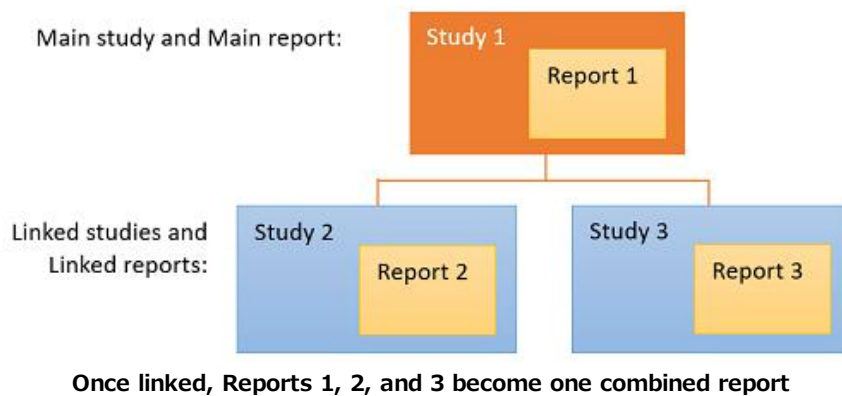 Main study and Main report:
Study 1
Report 1
Linked studies and
Linked reports:
Study 2
Report 2
Study 3
Report 3
Once linked, Reports 1, 2, and 3 become one combined report